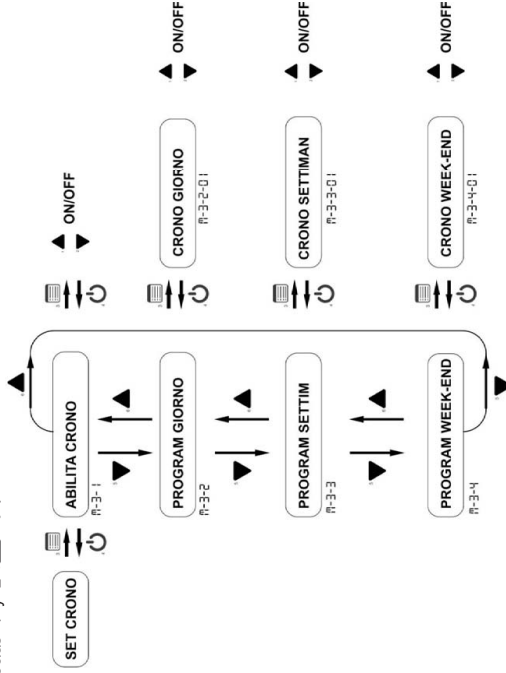 SET CRONO
ABILITA CRONO
M-3-1
ON/OFF
PROGRAM GIORNO
M-3-2
CRONO GIORNO
M-3-2-01
ON/OFF
PROGRAM SETTIM
M-3-3
CRONO SETTIMAN
M-3-3-01
ON/OFF
PROGRAM WEEK-END
M-3-4
CRONO WEEK-END
M-3-4-01
ON/OFF